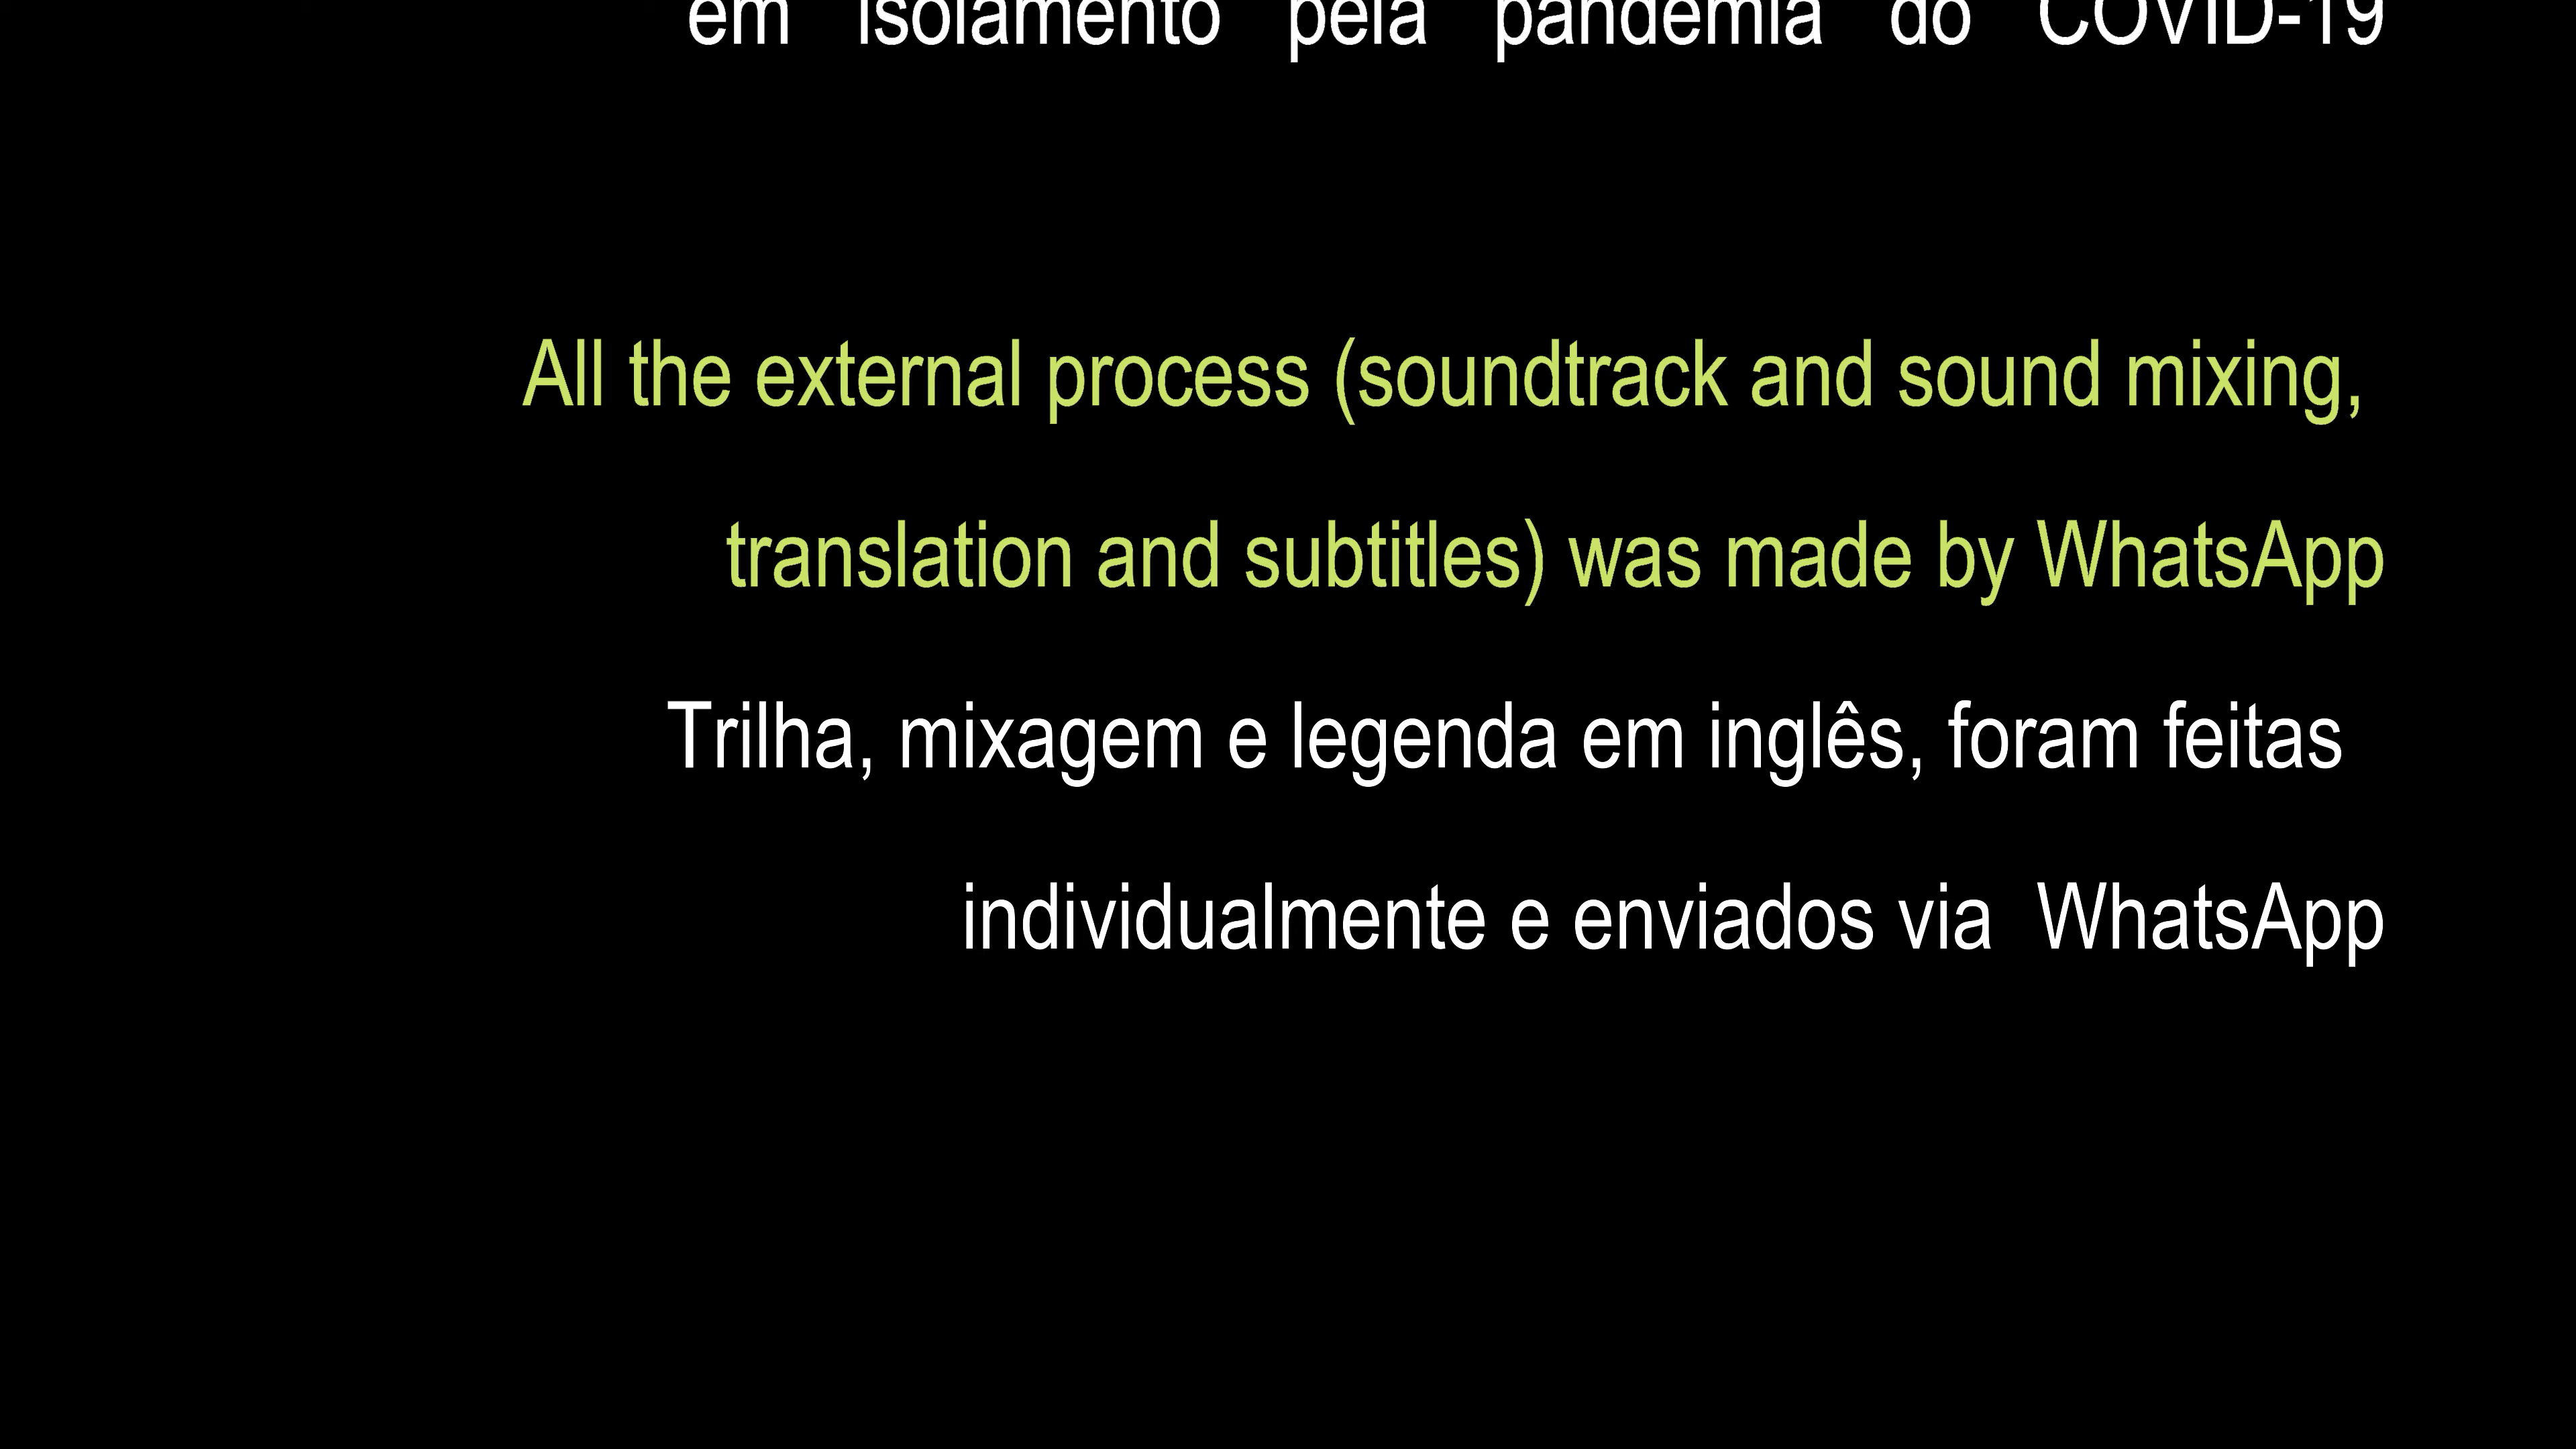 em isolamento pela pandemia do COVID-19
All the external process (soundtrack and sound mixing,
translation and subtitles) was made by WhatsApp
Trilha, mixagem e legenda em inglês, foram feitas
individualmente e enviados via WhatsApp